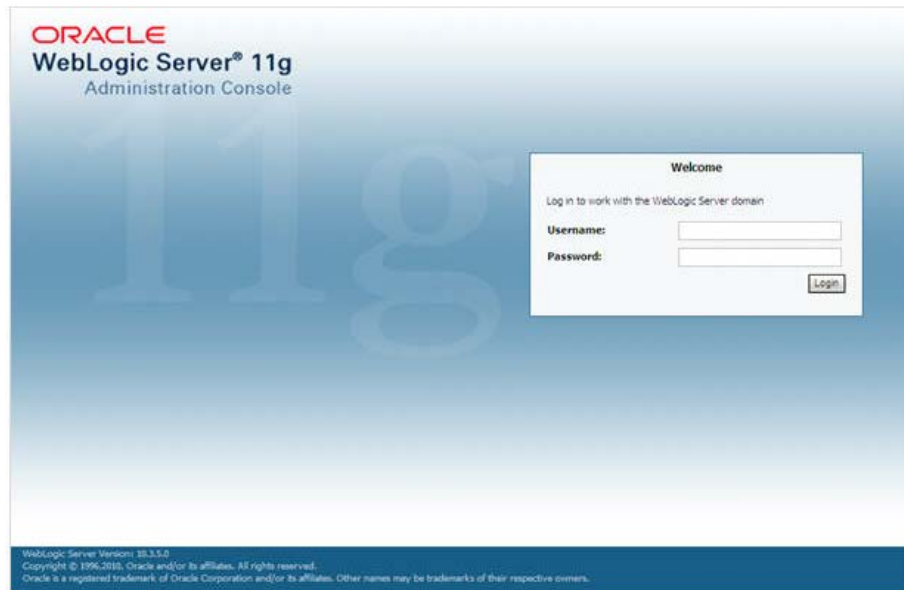 ORACLE
WebLogic Server® 11g
Administration Console
11g
Welcome
Log in to work with the WebLogic Server domain
Username:
Password:
Login
WebLogic Server Version: 10.3.5.0
Copyright © 1996,2010, Oracle and/or its affiliates. All rights reserved.
Oracle is a registered trademark of Oracle Corporation and/or its affiliates. Other names may be trademarks of their respective owners.